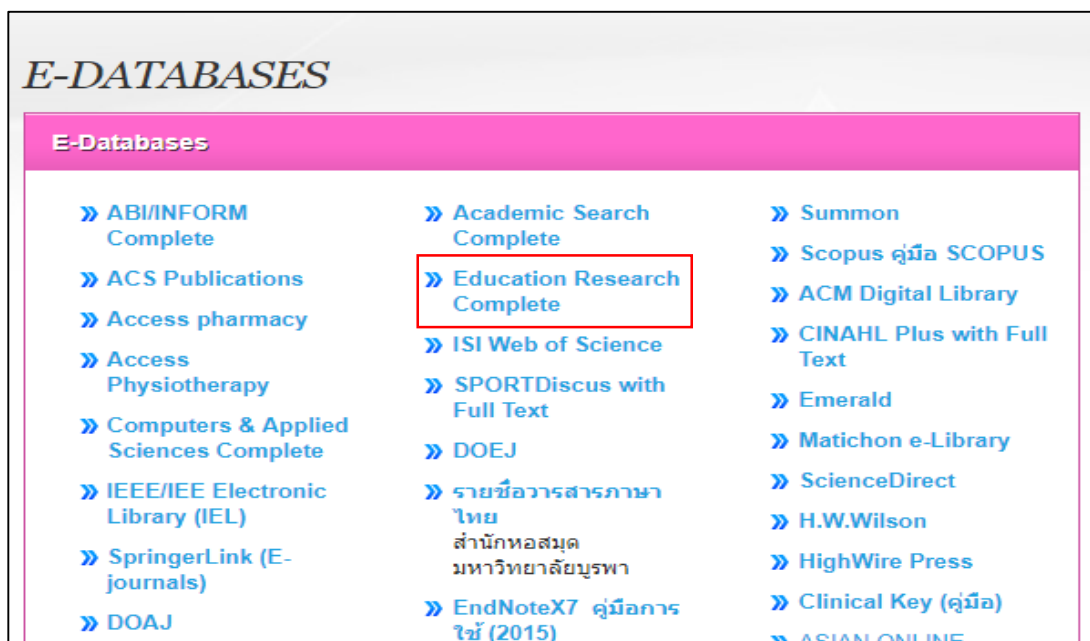 E-DATABASES
E-Databases
ABI/INFORM
Complete
ACS Publications
Access pharmacy
Access
Physiotherapy
Computers & Applied
Sciences Complete
IEEE/IEE Electronic
Library (IEL)
SpringerLink (E-
journals)
DOAJ
Academic Search
Complete
Education Research
Complete
ISI Web of Science
SPORTDiscus with
Full Text
DOEJ
รายชื่อวารสารภาษา
ไทย
สำนักหอสมุด
มหาวิทยาลัยบูรพา
EndNoteX7 คู่มือการ
ใช้ (2015)
Summon
Scopus คู่มือ SCOPUS
ACM Digital Library
CINAHL Plus with Full
Text
Emerald
Matichon e-Library
ScienceDirect
H.W.Wilson
HighWire Press
Clinical Key (คู่มือ)
ASIAN ONLINE